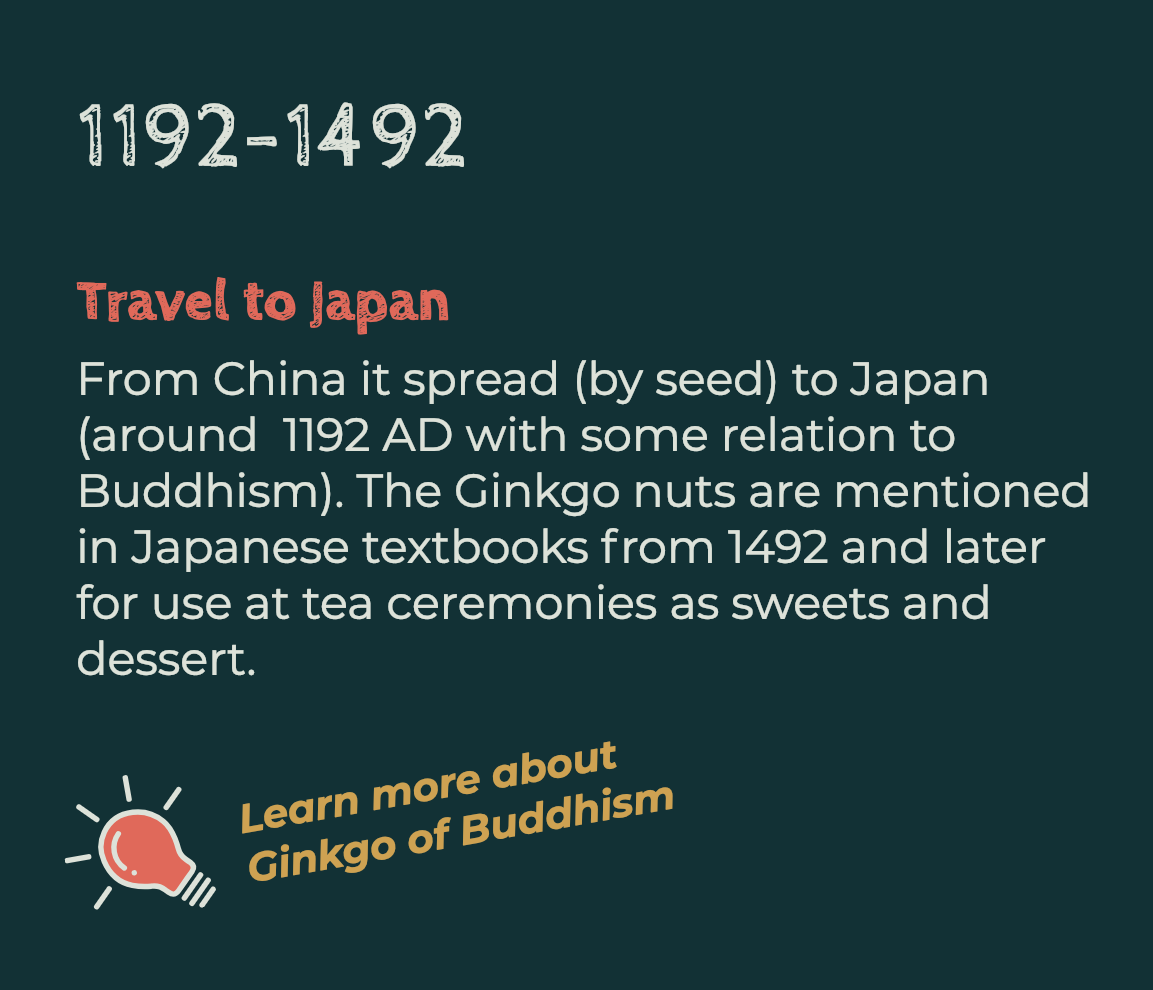 1192-1492
Travel to Japan
From China it spread (by seed) to Japan
(around  1192 AD with some relation to
Buddhism). The Ginkgo nuts are mentioned
in Japanese textbooks from 1492 and later
for use at tea ceremonies as sweets and
dessert.
Learn more about
Ginkgo of Buddhism